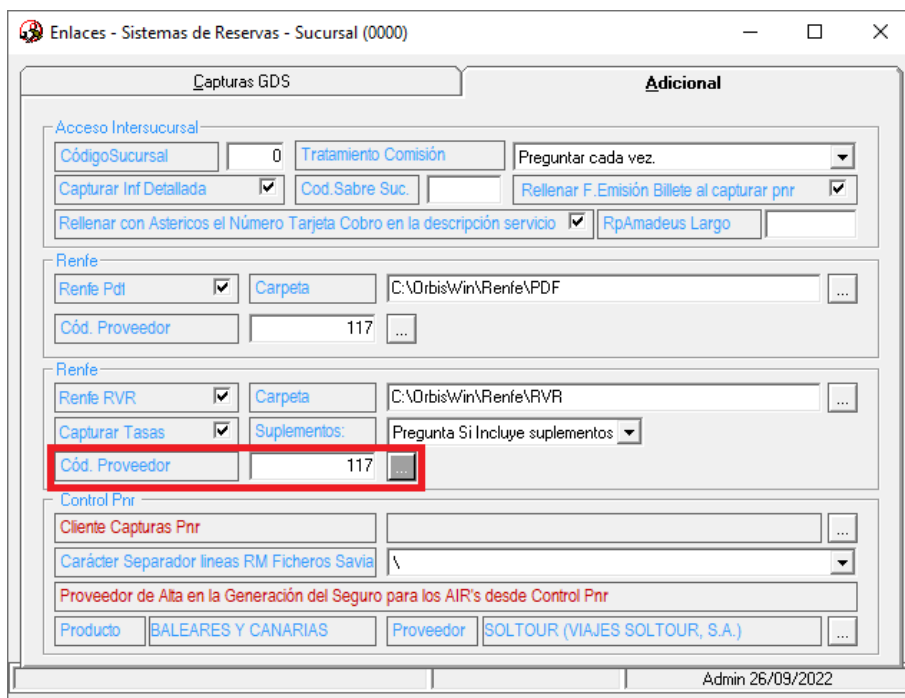 Enlaces - Sistemas de Reservas - Sucursal (0000)
Capturas GDS
Adicional
Acceso Intersucursal
CódigoSucursal 0 Tratamiento Comisión Preguntar cada vez.
Capturar Inf Detallada Cod.Sabre Suc. Rellenar F.Emisión Billete al capturar pnr
Rellenar con Astericos el Número Tarjeta Cobro en la descripción servicio RpAmadeus Largo
Renfe
Renfe Pdf Carpeta C:\OrbisWin\Renfe\PDF ...
Cód. Proveedor 117 ...
Renfe
Renfe RVR Carpeta C:\OrbisWin\Renfe\RVR ...
Capturar Tasas Suplementos: Pregunta Si Incluye suplementos
Cód. Proveedor 117 ...
Control Pnr
Cliente Capturas Pnr ...
Carácter Separador lineas RM Ficheros Savia \
Proveedor de Alta en la Generación del Seguro para los AIR's desde Control Pnr
Producto BALEARES Y CANARIAS Proveedor SOLTOUR (VIAJES SOLTOUR, S.A.) ...
Admin 26/09/2022